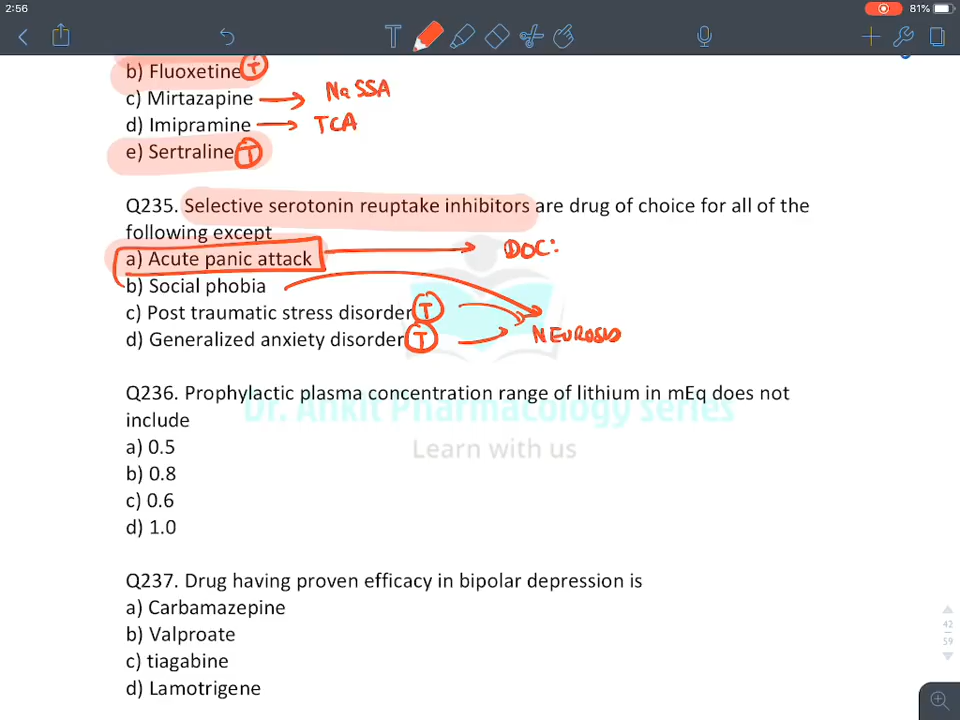 2:56
81%
b) Fluoxetine T
c) Mirtazapine NaSSA
d) Imipramine TCA
e) Sertraline T
Q235. Selective serotonin reuptake inhibitors are drug of choice for all of the
following except
a) Acute panic attack DOC:
b) Social phobia
c) Post traumatic stress disorder T
d) Generalized anxiety disorder T NEUROSIS
Q236. Prophylactic plasma concentration range of lithium in mEq does not
Dr. Ankit Pharmacology series
include
Learn with us
a) 0.5
b) 0.8
c) 0.6
d) 1.0
Q237. Drug having proven efficacy in bipolar depression is
a) Carbamazepine
b) Valproate
c) tiagabine
d) Lamotrigene
42
59